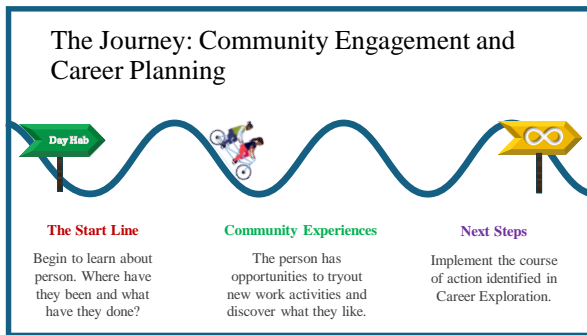 The Journey: Community Engagement and
Career Planning
Day Hab
The Start Line
Begin to learn about
person. Where have
they been and what
have they done?
Community Experiences
The person has
opportunities to tryout
new work activities and
discover what they like.
Next Steps
Implement the course
of action identified in
Career Exploration.